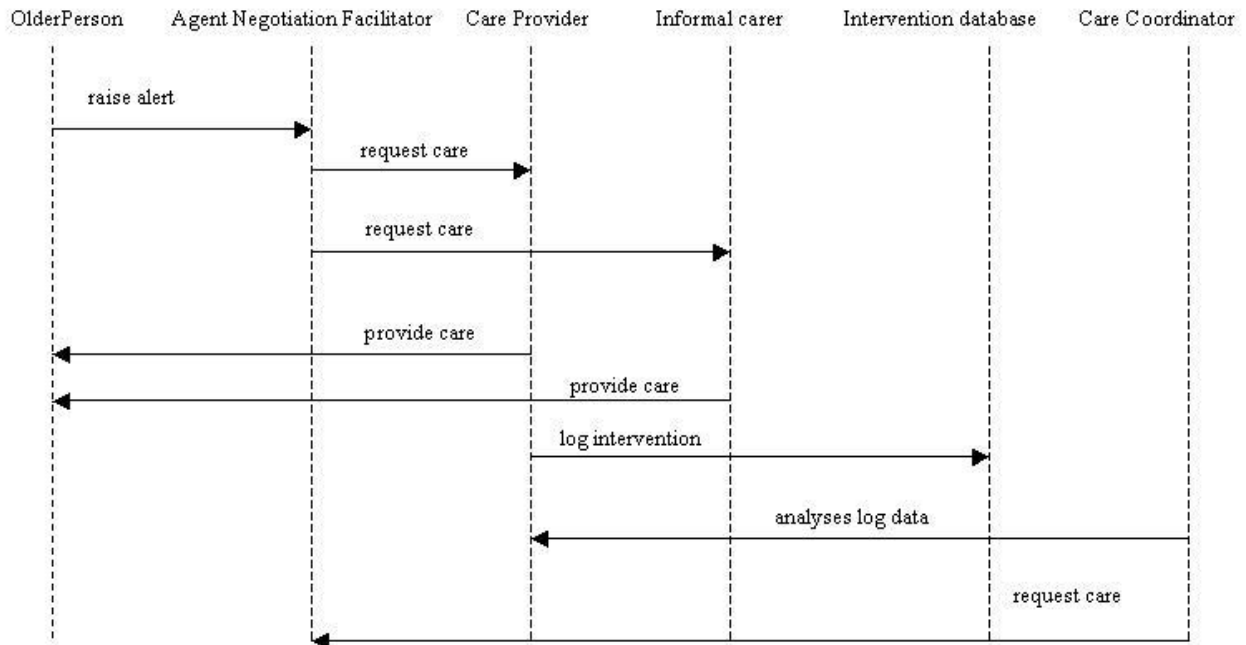 OlderPerson Agent Negotiation Facilitator Care Provider Informal carer Intervention database Care Coordinator
raise alert
request care
request care
provide care
provide care
log intervention
analyses log data
request care